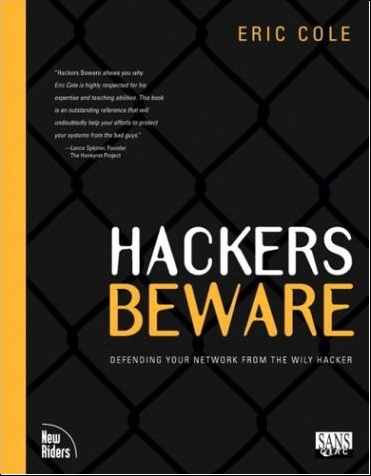 ERIC COLE
"Hackers Beware shows you why
Eric Cole is highly respected for his
expertise and teaching abilities. The book
is an outstanding reference that will
undoubtedly help your efforts to protect
your systems from the bad guys."
—Lance Spitzner, Founder
The Honeynet Project
HACKERS
BEWARE
DEFENDING YOUR NETWORK FROM THE WILY HACKER
New
Riders
SANS
GIAC